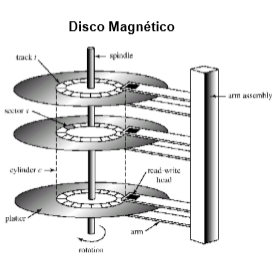 Disco Magnético
track t
spindle
sector s
arm assembly
cylinder c
read-write
head
platter
arm
rotation